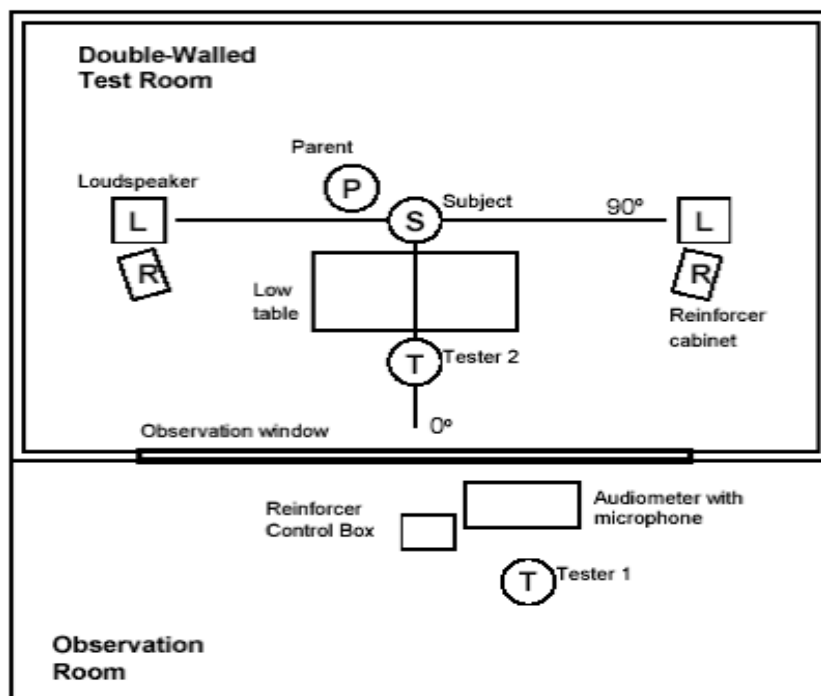 Double-Walled
Test Room
Parent
P
Loudspeaker
L
S
Subject
90º
L
R
R
Low
table
Reinforcer
cabinet
T
Tester 2
0º
Observation window
Reinforcer
Control Box
Audiometer with
microphone
T
Tester 1
Observation
Room